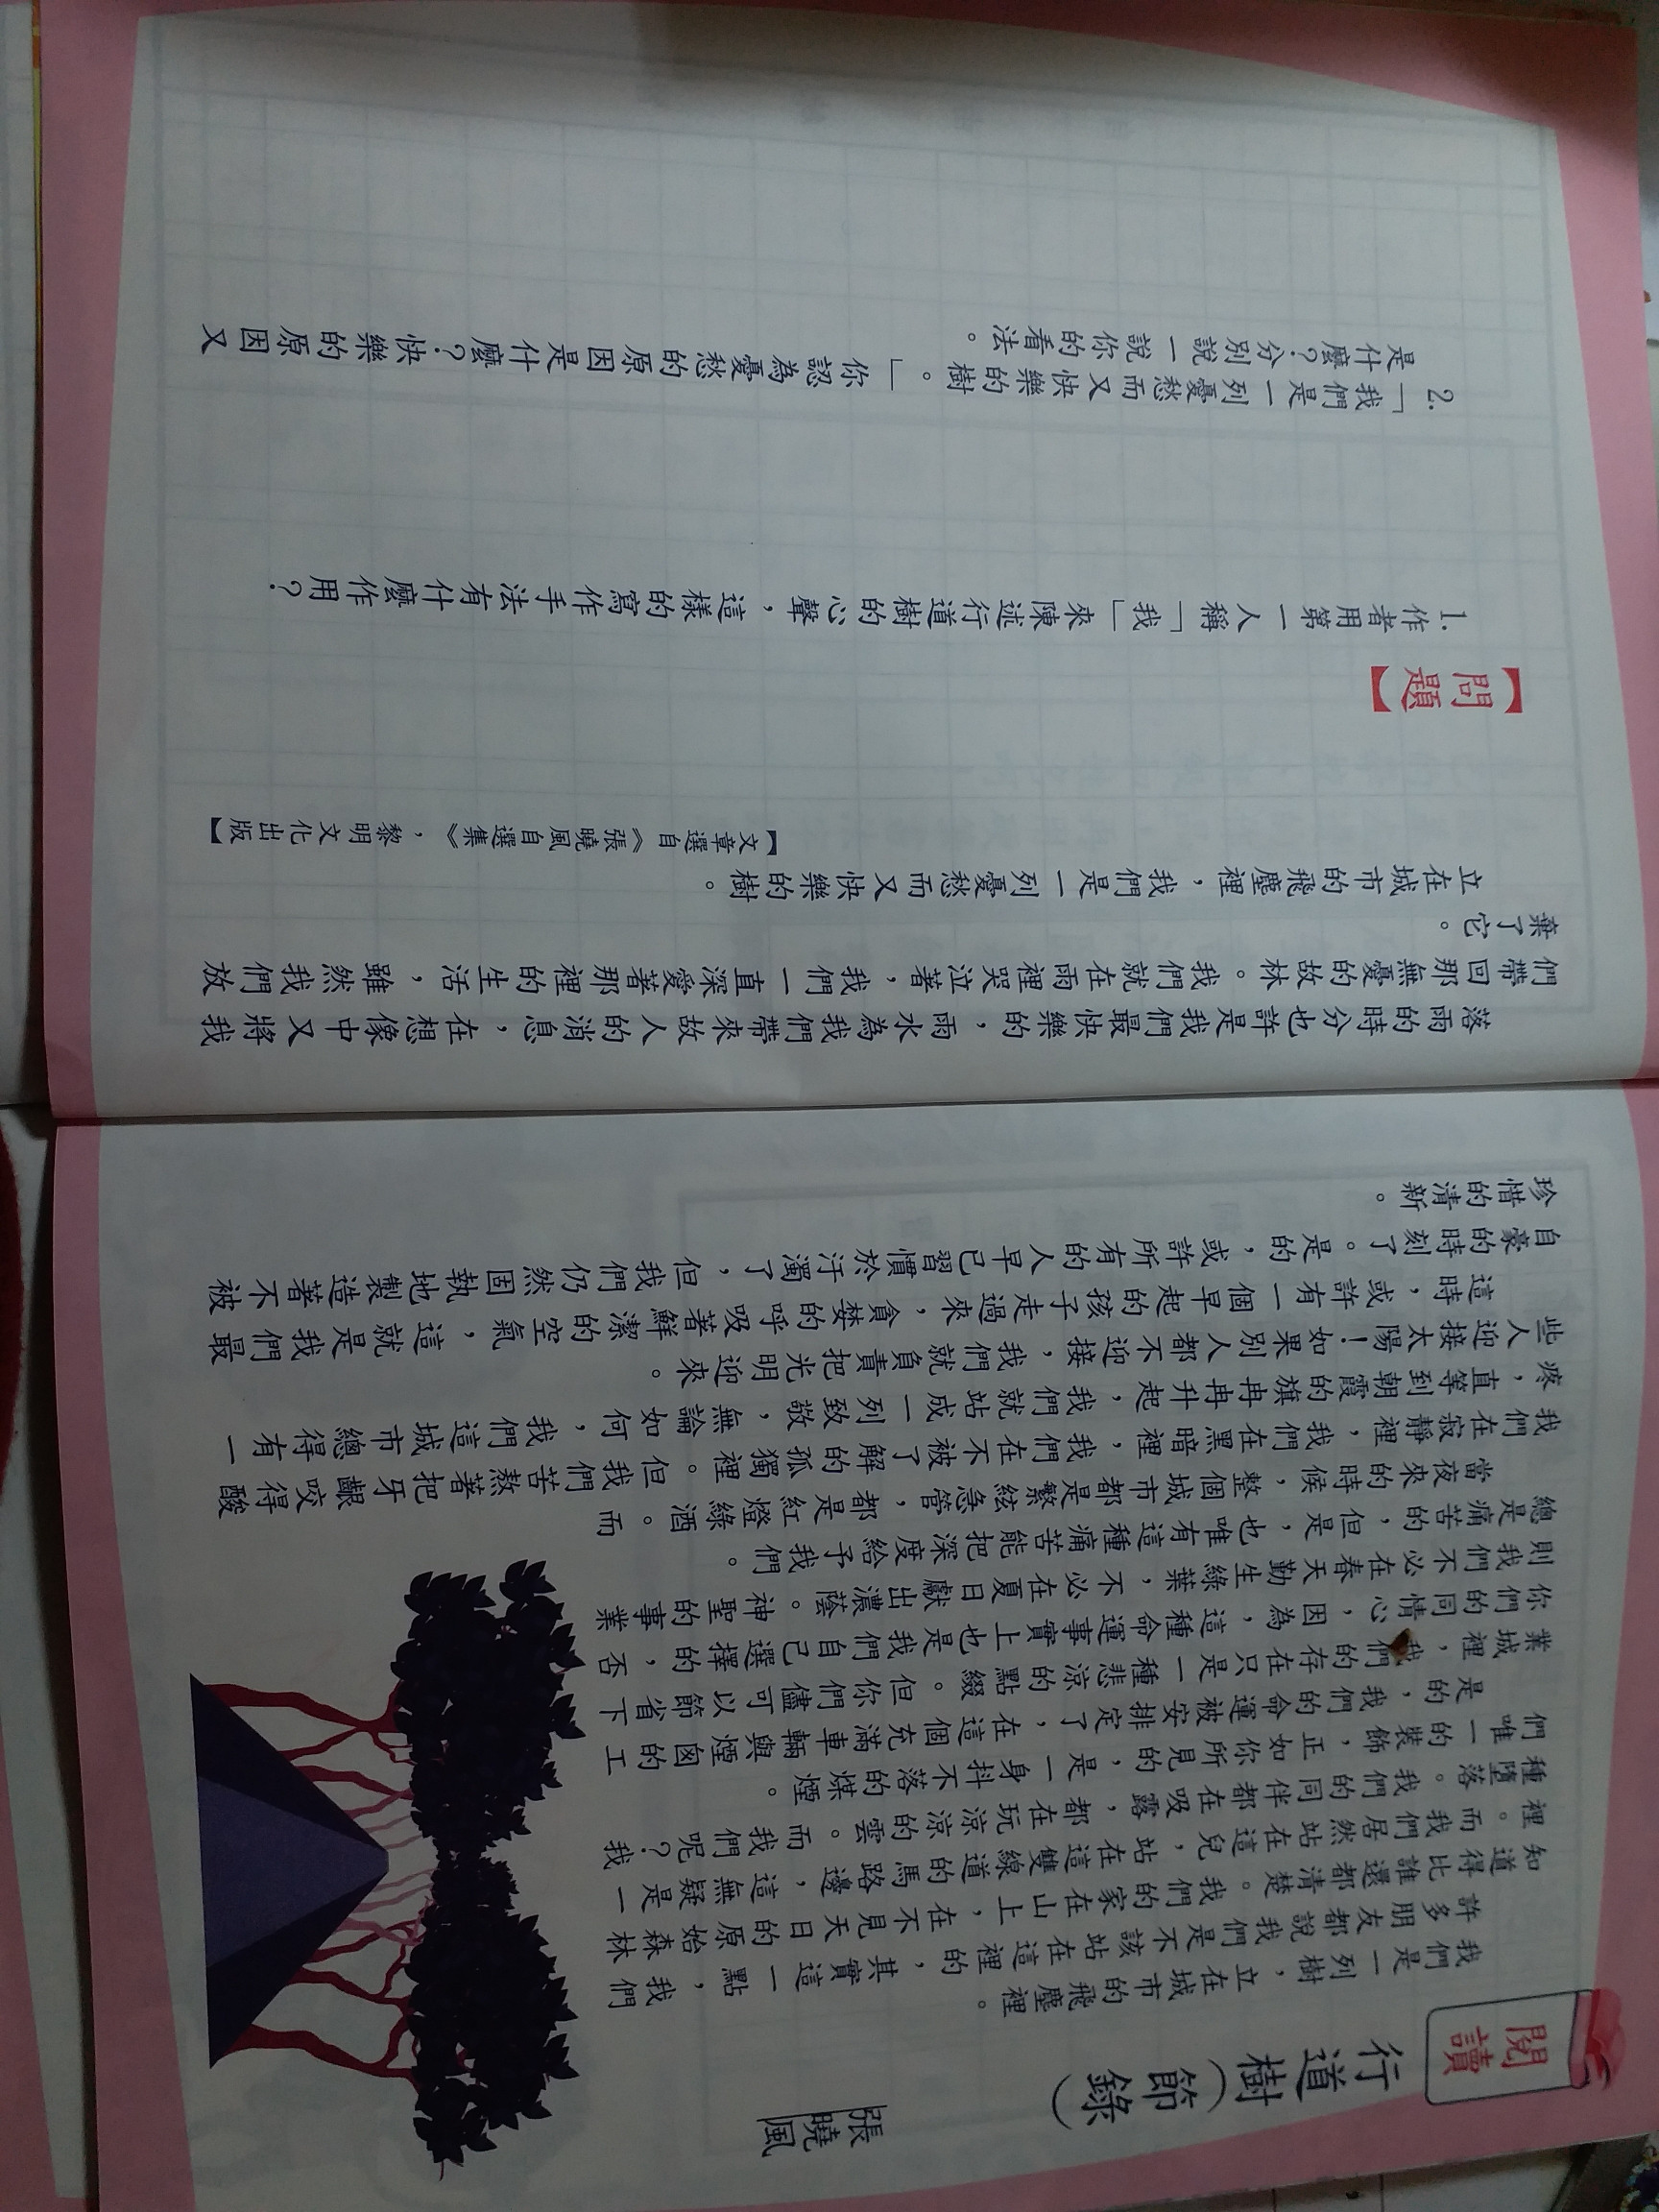 閱讀
行道樹(節錄)
張曉風
我們是一列樹，立在城市的飛塵裡。
許多朋友都說我們是不該站在這裡的，其實這一點，我們
知道得比誰還都清楚。我們的家在山上，在不見天日的原始森林
裡。而我們居然站在這兒，站在這雙線道的馬路邊，這無疑是一
種墮落。我們的同伴都在吸露，都在玩涼涼的雲。而我們呢？我
們唯一的裝飾，正如你所見的，是一身抖不落的煤煙。
是的，我們的命運被安排定了，在這個充滿車輛與煙囪的工
業城裡，我們的存在只是一種悲涼的點綴。但你們儘可以節省下
你們的同情心，因為，這種命運事實上也是我們自己選擇的，否
則我們不必在春天勤生綠葉，不必在夏日獻出濃蔭。神聖的事業
總是痛苦的，但是，也唯有這種痛苦能把深度給予我們。
當夜來的時候，整個城市都是繁絃急管，都是紅燈綠酒。而
我們在寂靜裡，我們在黑暗裡，我們在不被了解的孤獨裡。但我們苦熬著把牙齦咬得酸
疼，直等到朝霞的旗冉冉升起，我們就站成一列致敬，無論如何，我們這城市總得有一
些人迎接太陽！如果別人都不迎接，我們就負責把光明迎來。
這時，或許有一個早起的孩子走過來，貪婪的呼吸著鮮潔的空氣，這就是我們最
自豪的時刻了。是的，或許所有的人早已習慣於汙濁了，但我們仍然固執地製造著不被
珍惜的清新。
落雨的時分也許是我們最快樂的，雨水為我們帶來故人的消息，在想像中又將我
們帶回那無憂的故林。我們就在雨裡哭泣著，我們一直深愛著那裡的生活，雖然我們放
棄了它。
立在城市的飛塵裡，我們是一列憂愁而又快樂的樹。
【文章選自《張曉風自選集》，黎明文化出版】
【問題】
1. 作者用第一人稱「我」來陳述行道樹的心聲，這樣的寫作手法有什麼作用？
2. 「我們是一列憂愁而又快樂的樹。」你認為憂愁的原因是什麼？快樂的原因又
是什麼？分別說一說你的看法。